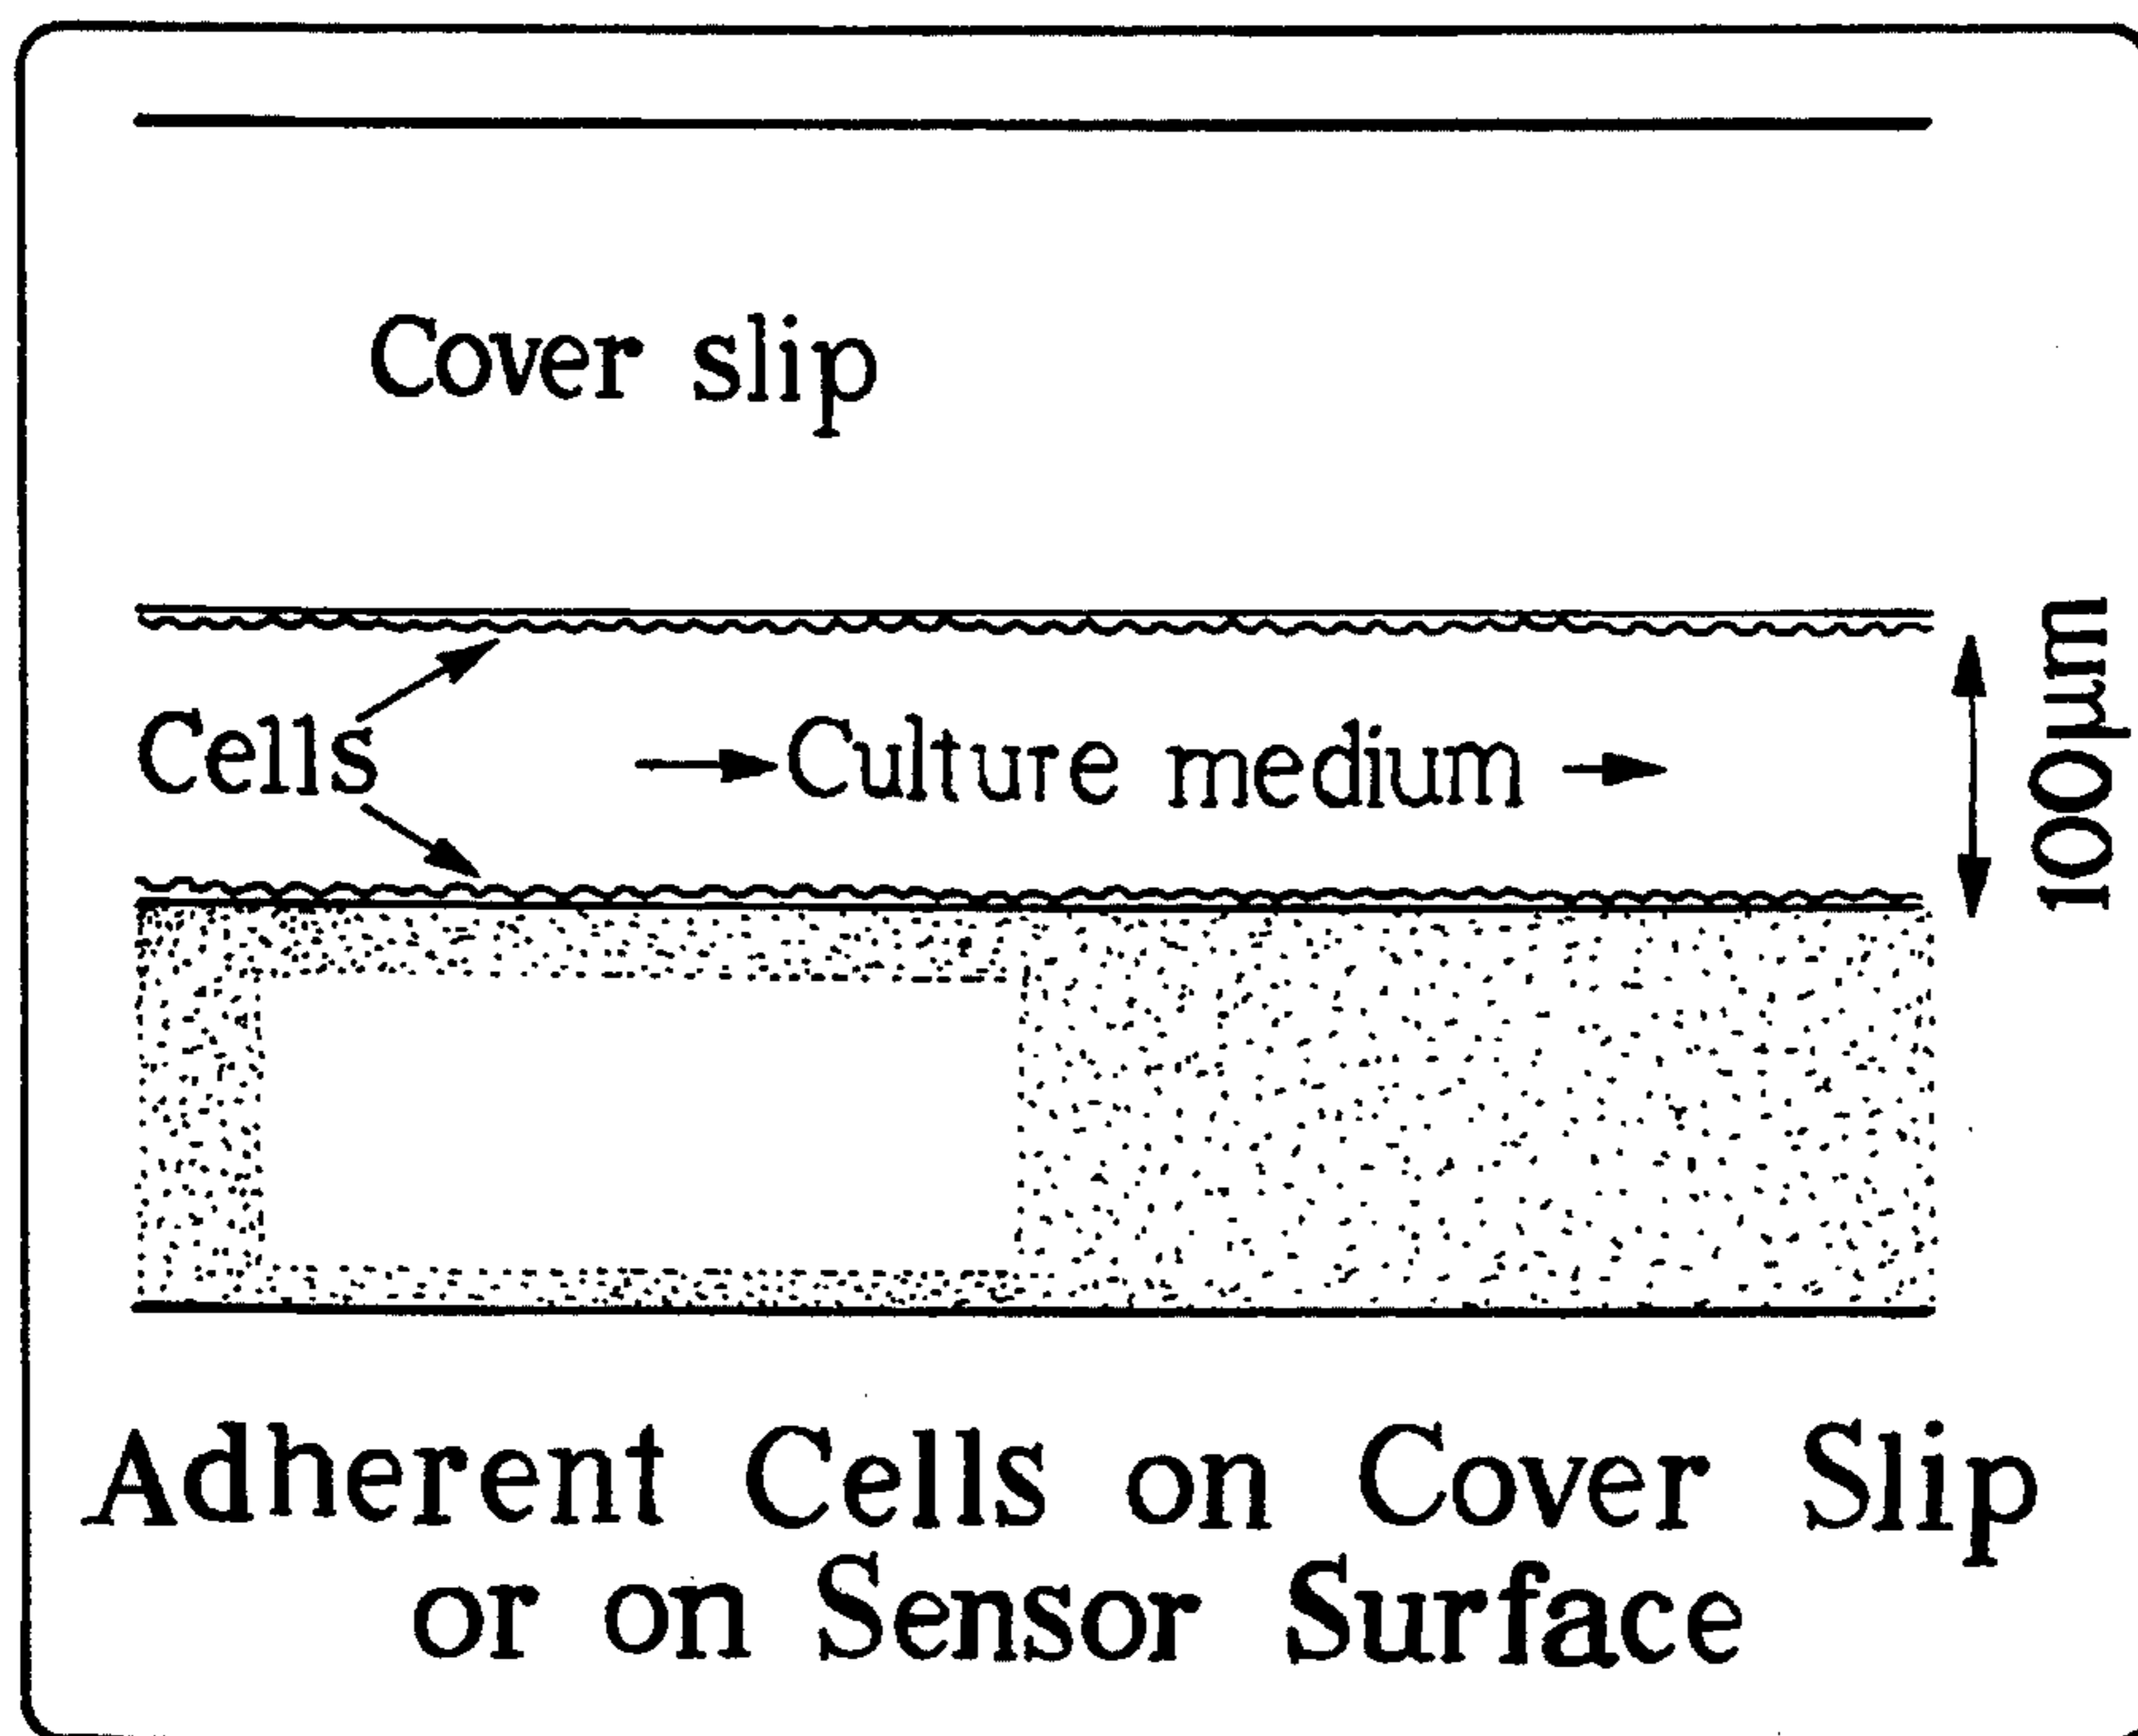 Cover slip
Cells
Culture medium
100μm
Adherent Cells on Cover Slip
or on Sensor Surface